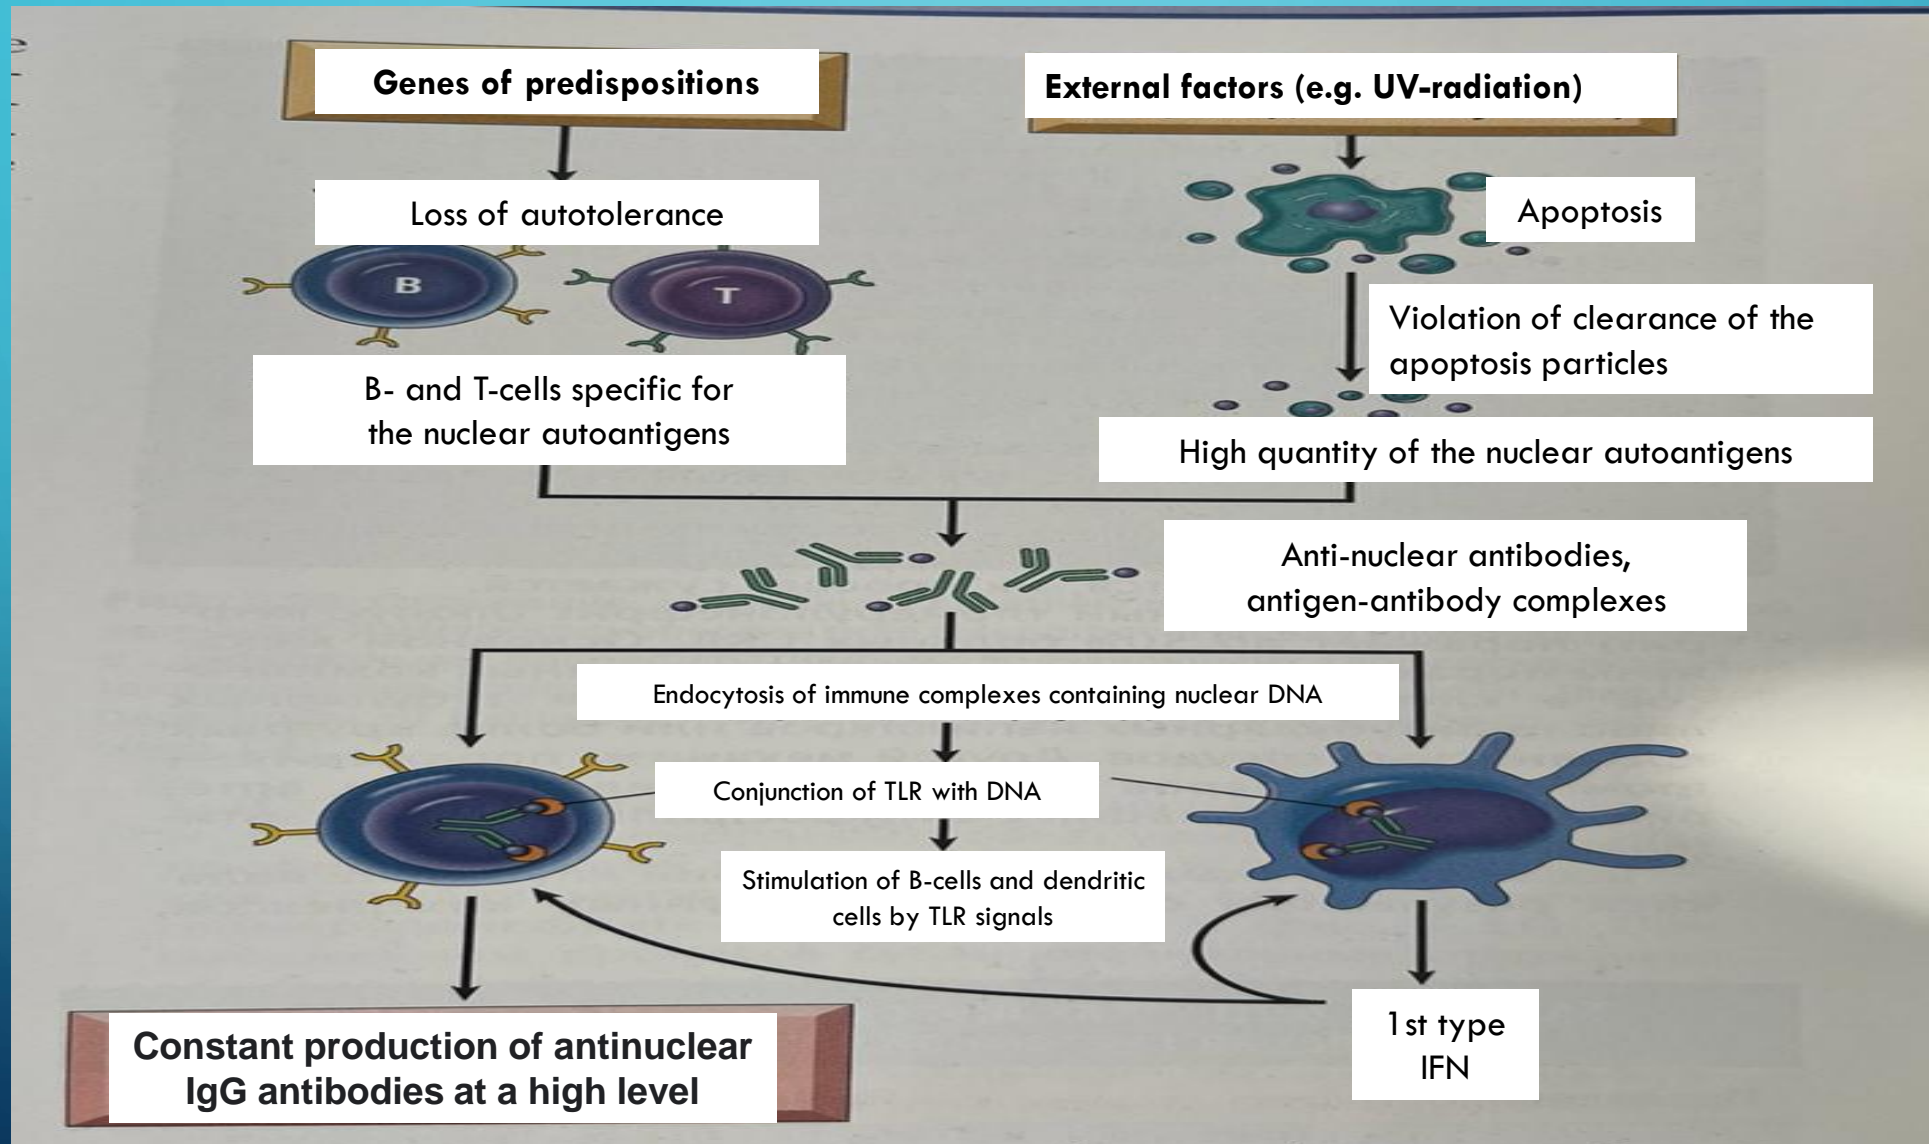 Genes of predispositions
External factors (e.g. UV-radiation)
Loss of autotolerance
Apoptosis
B
T
Violation of clearance of the
apoptosis particles
B- and T-cells specific for
the nuclear autoantigens
High quantity of the nuclear autoantigens
Anti-nuclear antibodies,
antigen-antibody complexes
Endocytosis of immune complexes containing nuclear DNA
Conjunction of TLR with DNA
Stimulation of B-cells and dendritic
cells by TLR signals
1st type
IFN
Constant production of antinuclear
IgG antibodies at a high level